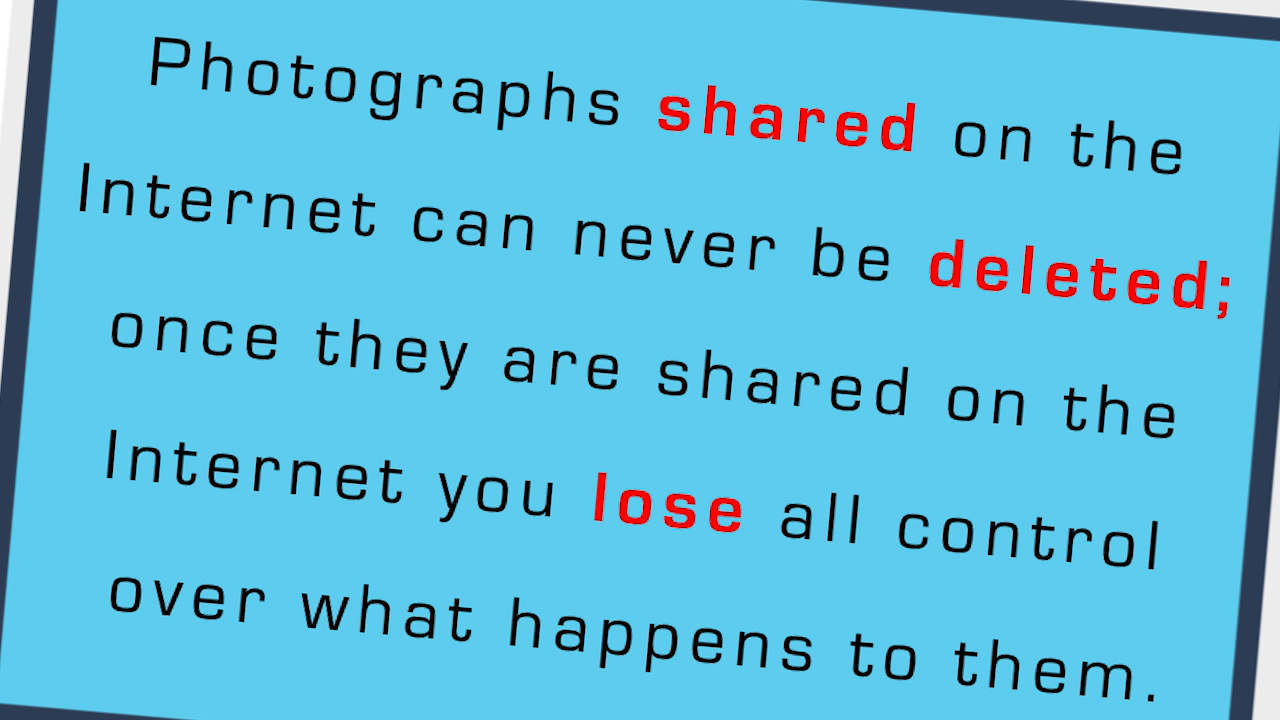 Photographs shared on the
Internet can never be deleted;
once they are shared on the
Internet you lose all control
over what happens to them.